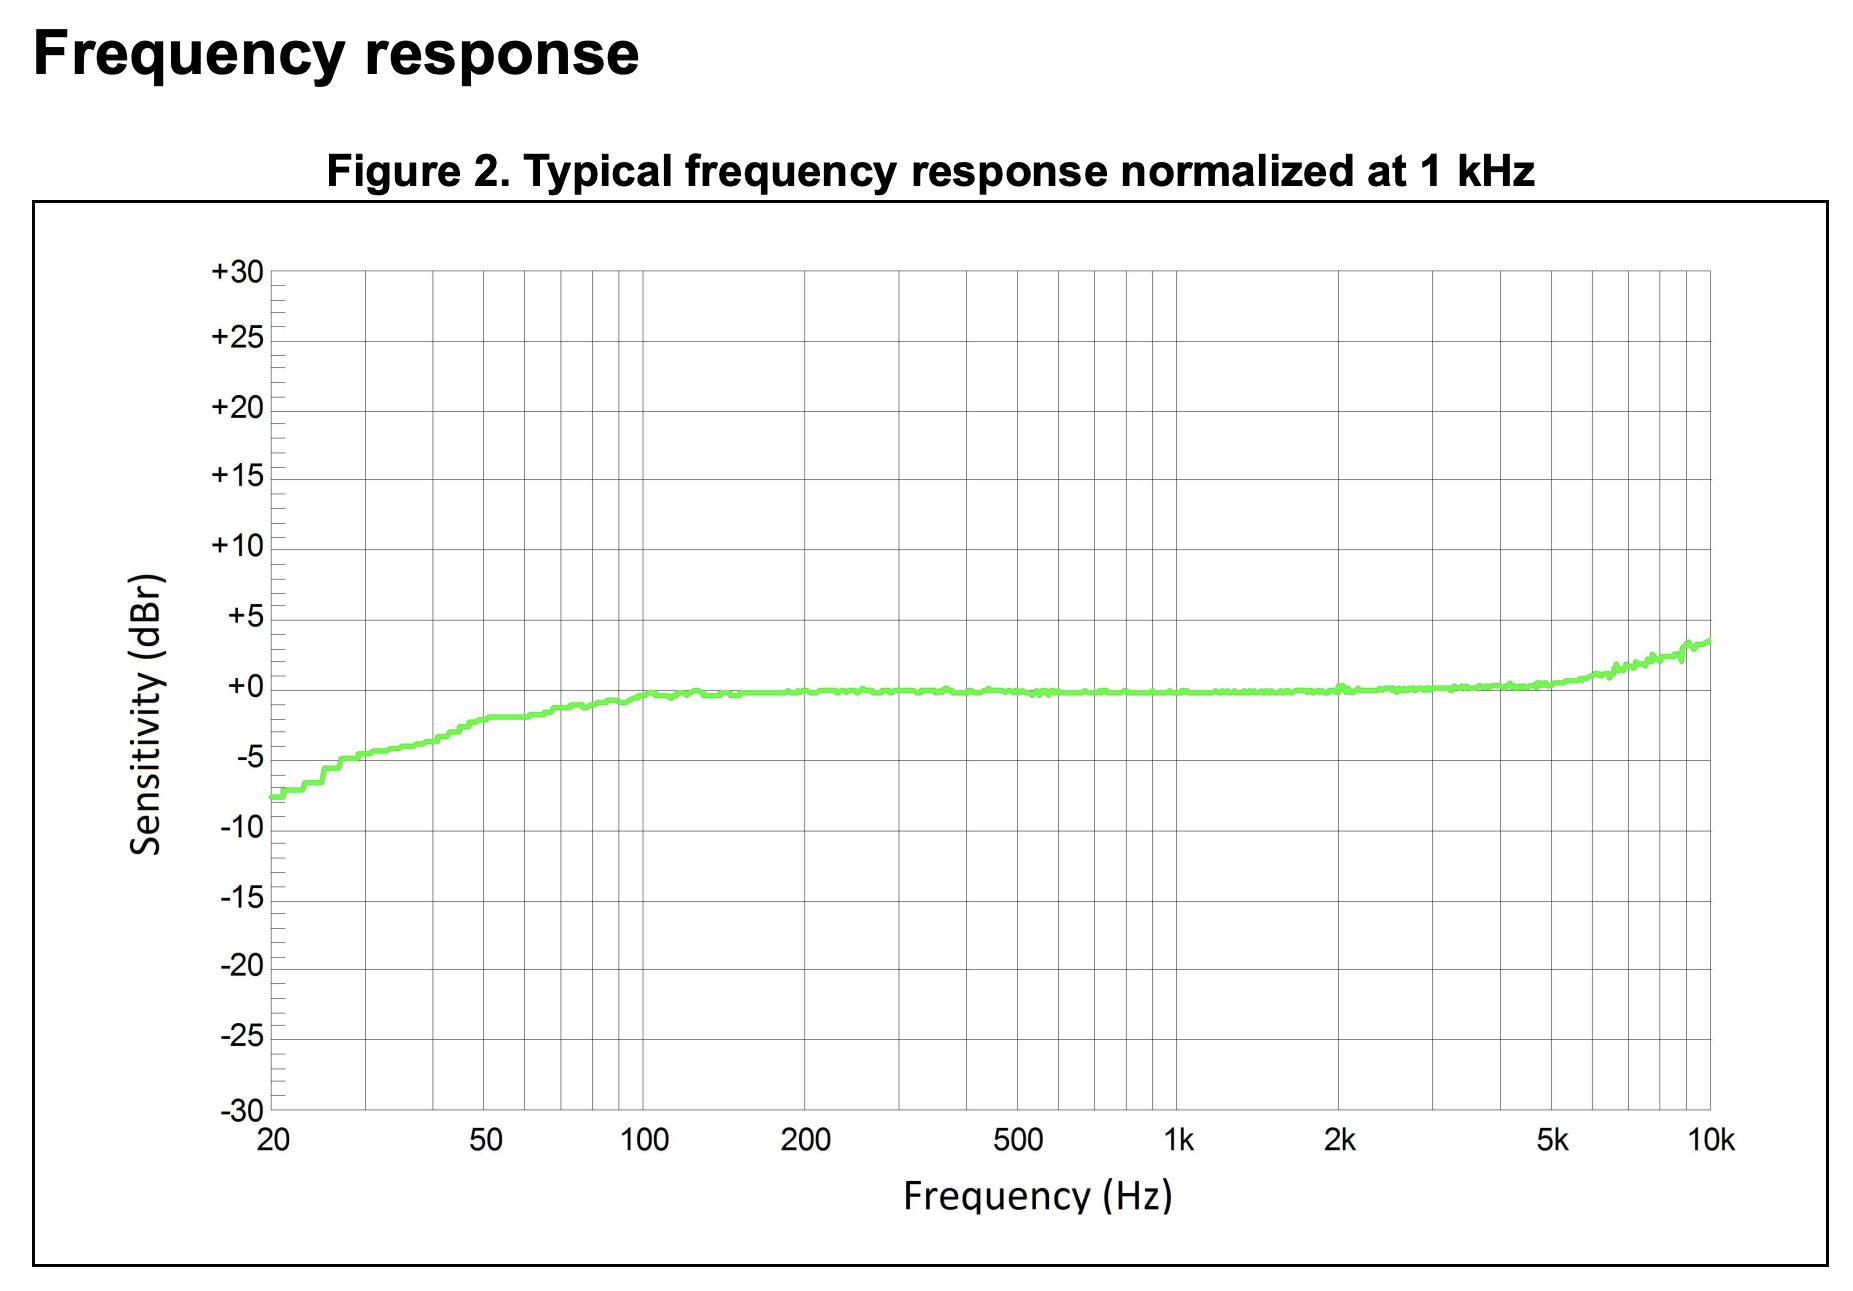 Frequency response
Figure 2. Typical frequency response normalized at 1 kHz
+30
+25
+20
+15
+10
+5
+0
-5
-10
-15
-20
-25
-30
Sensitivity (dBr)
20 50 100 200 500 1k 2k 5k 10k
Frequency (Hz)